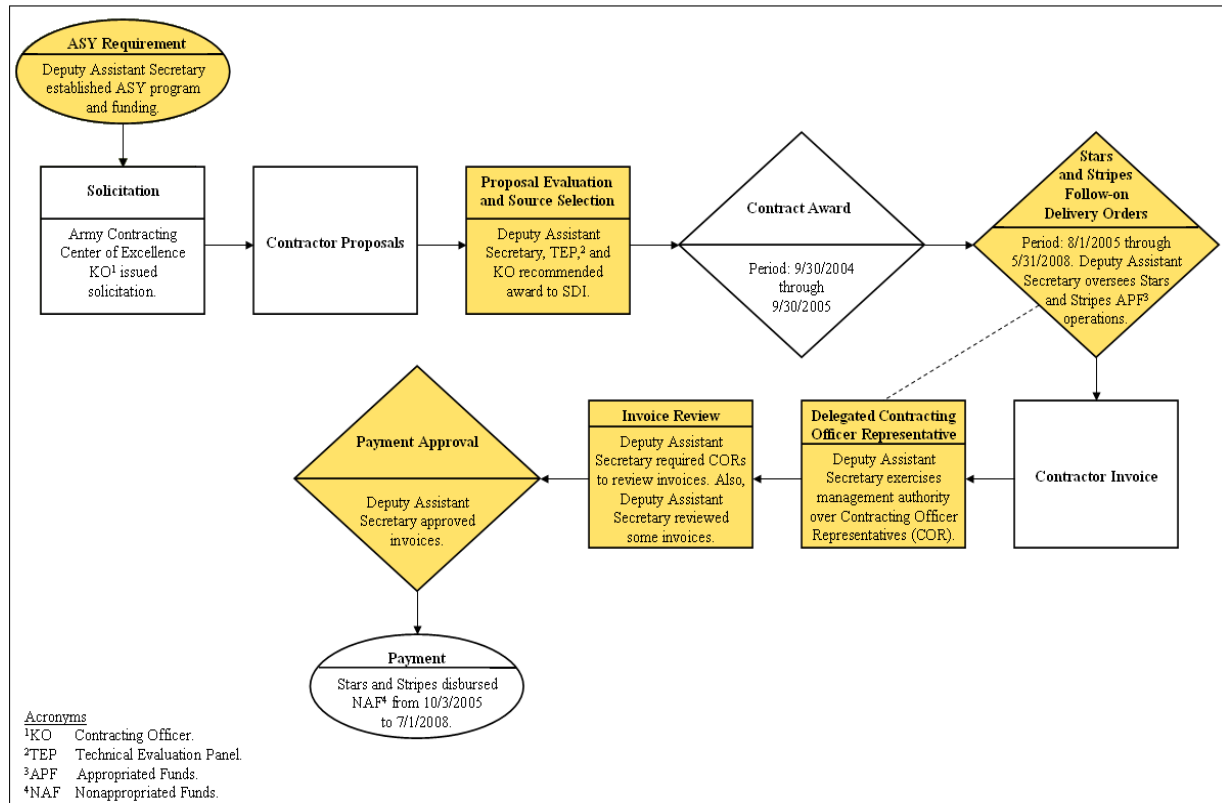 ASY Requirement
Deputy Assistant Secretary
established ASY program
and funding.
Solicitation
Army Contracting
Center of Excellence
KO¹ issued
solicitation.
Contractor Proposals
Proposal Evaluation
and Source Selection
Deputy Assistant
Secretary, TEP,² and
KO recommended
award to SDI.
Contract Award
Period: 9/30/2004
through
9/30/2005
Stars
and Stripes
Follow-on
Delivery Orders
Period: 8/1/2005 through
5/31/2008. Deputy Assistant
Secretary oversees Stars
and Stripes APF³
operations.
Contractor Invoice
Delegated Contracting
Officer Representative
Deputy Assistant
Secretary exercises
management authority
over Contracting Officer
Representatives (COR).
Invoice Review
Deputy Assistant
Secretary required CORs
to review invoices. Also,
Deputy Assistant
Secretary reviewed
some invoices.
Payment Approval
Deputy Assistant
Secretary approved
invoices.
Payment
Stars and Stripes disbursed
NAF⁴ from 10/3/2005
to 7/1/2008.
Acronyms
¹KO Contracting Officer.
²TEP Technical Evaluation Panel.
³APF Appropriated Funds.
⁴NAF Nonappropriated Funds.